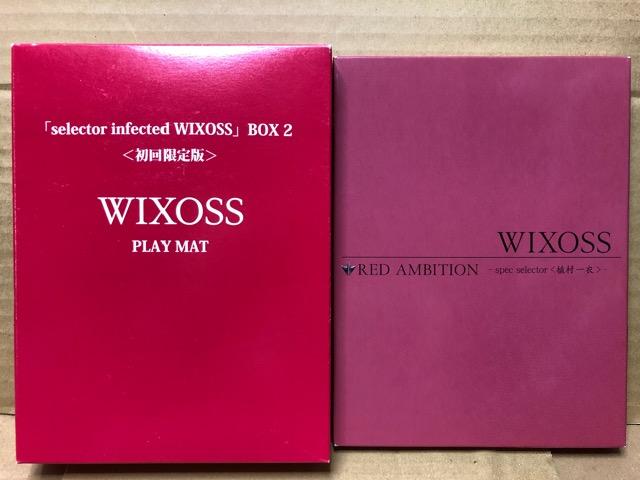 「selector infected WIXOSS」BOX 2
＜初回限定版＞
WIXOSS
PLAY MAT
WIXOSS
RED AMBITION - spec selector＜植村一衣＞-